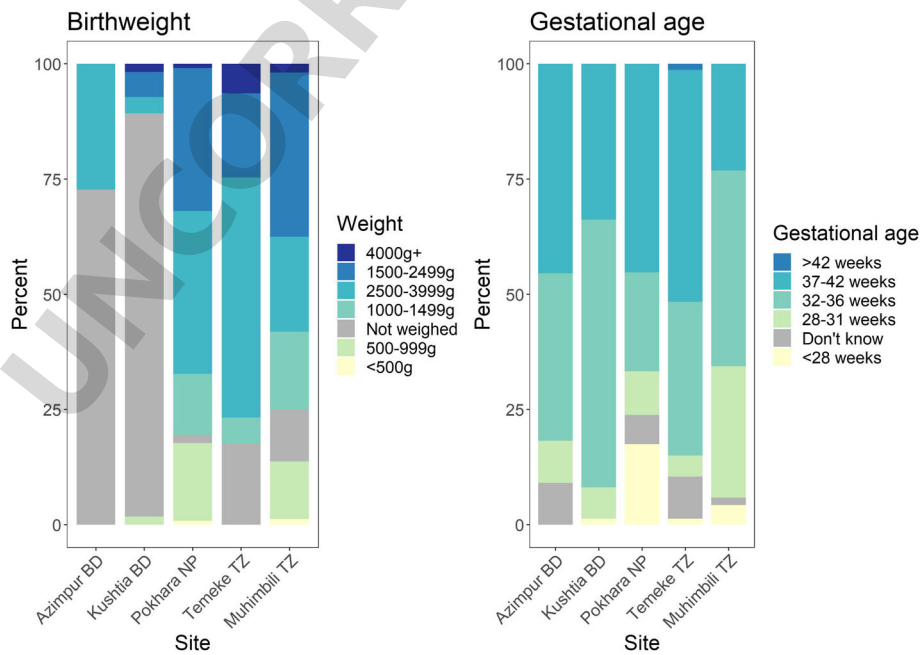 Birthweight
Gestational age
100
75
50
25
0
Percent
Azimpur BD
Kushtia BD
Pokhara NP
Temeke TZ
Muhimbili TZ
Site
Weight
4000g+
1500-2499g
2500-3999g
1000-1499g
Not weighed
500-999g
<500g
100
75
50
25
0
Percent
Azimpur BD
Kushtia BD
Pokhara NP
Temeke TZ
Muhimbili TZ
Site
Gestational age
>42 weeks
37-42 weeks
32-36 weeks
28-31 weeks
Don't know
<28 weeks
UNCORR